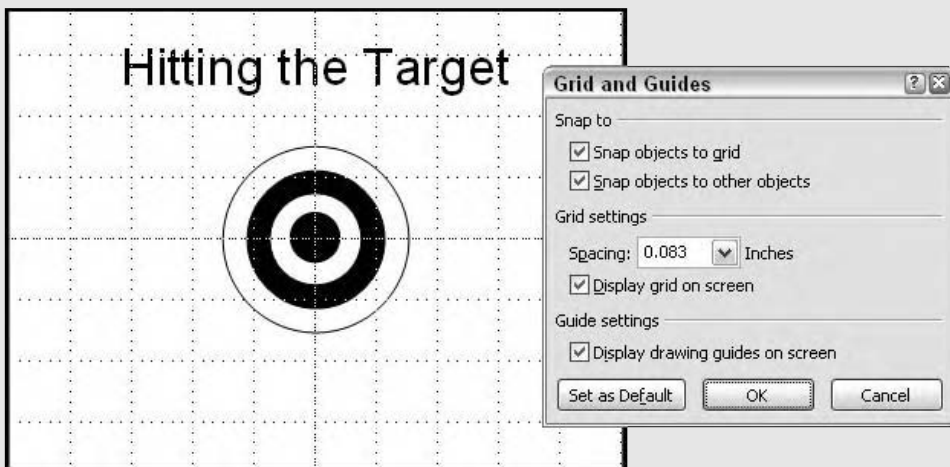 Hitting the Target
Grid and Guides
Snap to
Snap objects to grid
Snap objects to other objects
Grid settings
Spacing: 0.083 Inches
Display grid on screen
Guide settings
Display drawing guides on screen
Set as Default OK Cancel